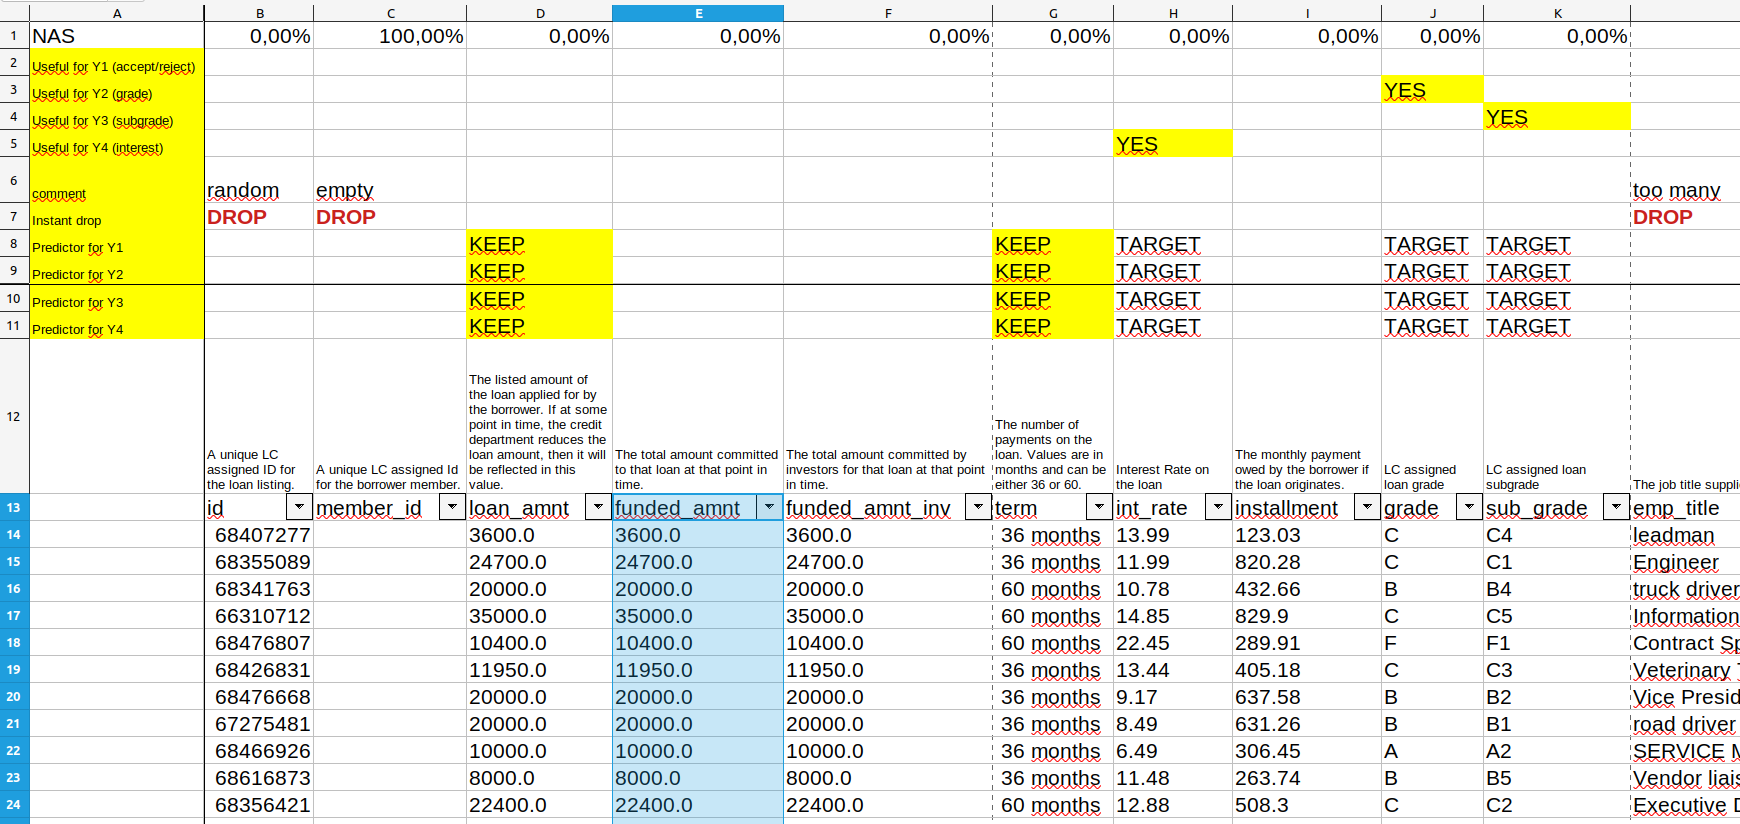 A B C D E F G H I J K
1 NAS 0,00% 100,00% 0,00% 0,00% 0,00% 0,00% 0,00% 0,00% 0,00% 0,00%
2 Useful for Y1 (accept/reject)
3 Useful for Y2 (grade) YES
4 Useful for Y3 (subgrade) YES
5 Useful for Y4 (interest) YES
6 comment random empty too many
7 Instant drop DROP DROP DROP
8 Predictor for Y1 KEEP KEEP TARGET TARGET TARGET
9 Predictor for Y2 KEEP KEEP TARGET TARGET TARGET
10 Predictor for Y3 KEEP KEEP TARGET TARGET TARGET
11 Predictor for Y4 KEEP KEEP TARGET TARGET TARGET
12
A unique LC
assigned ID for
the loan listing.
A unique LC assigned Id
for the borrower member.
The listed amount of
the loan applied for by
the borrower. If at some
point in time, the credit
department reduces the
loan amount, then it will
be reflected in this
value.
The total amount committed
to that loan at that point in
time.
The total amount committed by
investors for that loan at that point
in time.
The number of
payments on the
loan. Values are in
months and can be
either 36 or 60.
Interest Rate on
the loan
The monthly payment
owed by the borrower if
the loan originates.
LC assigned
loan grade
LC assigned loan
subgrade
The job title
13 id member_id loan_amnt funded_amnt funded_amnt_inv term int_rate installment grade sub_grade emp_title
14 68407277 3600.0 3600.0 3600.0 36 months 13.99 123.03 C C4 leadman
15 68355089 24700.0 24700.0 24700.0 36 months 11.99 820.28 C C1 Engineer
16 68341763 20000.0 20000.0 20000.0 60 months 10.78 432.66 B B4 truck driver
17 66310712 35000.0 35000.0 35000.0 60 months 14.85 829.9 C C5 Information
18 68476807 10400.0 10400.0 10400.0 60 months 22.45 289.91 F F1 Contract
19 68426831 11950.0 11950.0 11950.0 36 months 13.44 405.18 C C3 Veterinary
20 68476668 20000.0 20000.0 20000.0 36 months 9.17 637.58 B B2 Vice
21 67275481 20000.0 20000.0 20000.0 36 months 8.49 631.26 B B1 road driver
22 68466926 10000.0 10000.0 10000.0 36 months 6.49 306.45 A A2 SERVICE
23 68616873 8000.0 8000.0 8000.0 36 months 11.48 263.74 B B5 Vendor
24 68356421 22400.0 22400.0 22400.0 60 months 12.88 508.3 C C2 Executive